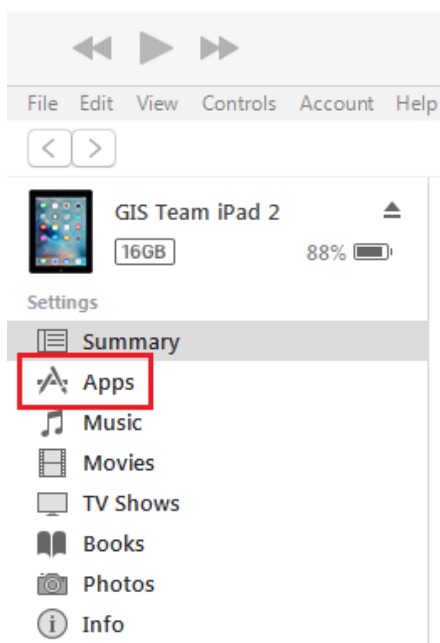 File Edit View Controls Account Help
GIS Team iPad 2
16GB 88%
Settings
Summary
Apps
Music
Movies
TV Shows
Books
Photos
Info